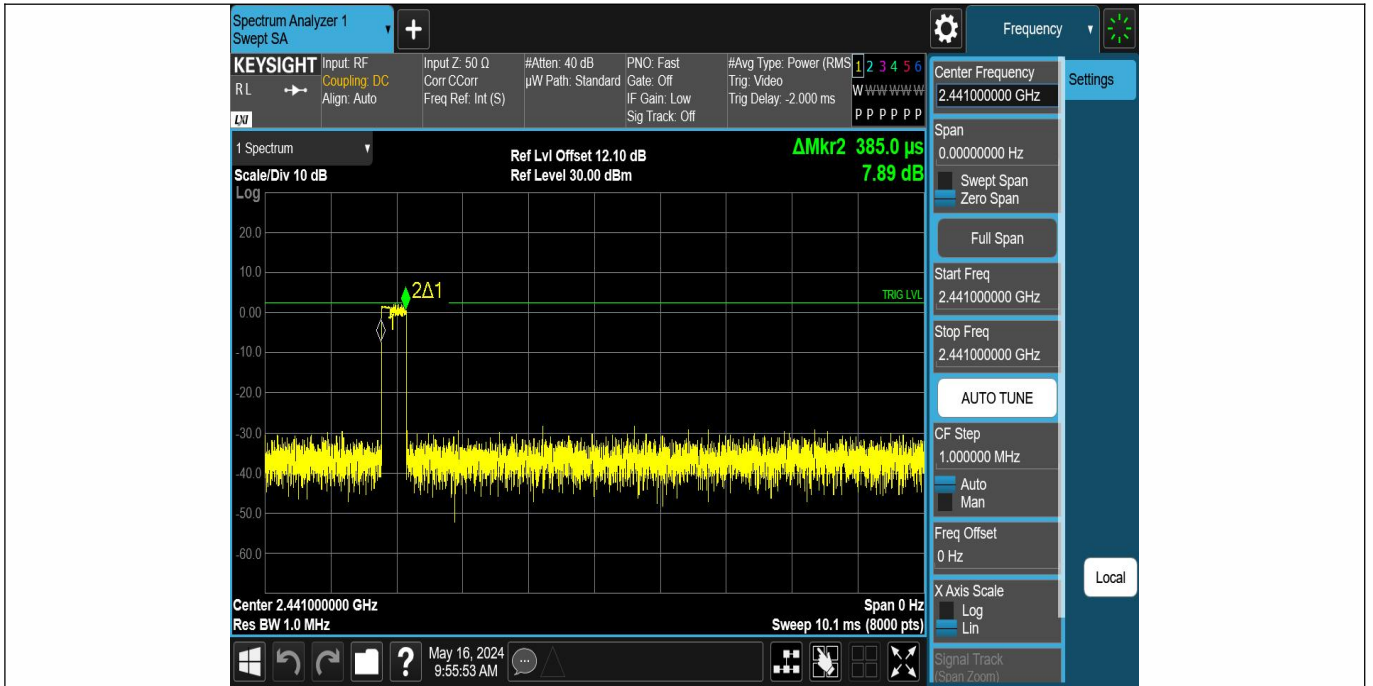 Spectrum Analyzer 1
Swept SA
Frequency
KEYSIGHT
R L
LXI
Input: RF
Coupling: DC
Align: Auto
Input Z: 50 Ω
Corr CCorr
Freq Ref: Int (S)
#Atten: 40 dB
µW Path: Standard
PNO: Fast
Gate: Off
IF Gain: Low
Sig Track: Off
#Avg Type: Power (RMS
Trig: Video
Trig Delay: -2.000 ms
1 2 3 4 5 6
W W W W W W
P P P P P P
1 Spectrum
Scale/Div 10 dB
Ref Lvl Offset 12.10 dB
Ref Level 30.00 dBm
ΔMkr2 385.0 µs
7.89 dB
Log
20.0
10.0
0.00
-10.0
-20.0
-30.0
-40.0
-50.0
-60.0
2Δ1
TRIG LVL
Center 2.441000000 GHz
Res BW 1.0 MHz
Span 0 Hz
Sweep 10.1 ms (8000 pts)
May 16, 2024
9:55:53 AM
Center Frequency
2.441000000 GHz
Settings
Span
0.00000000 Hz
Swept Span
Zero Span
Full Span
Start Freq
2.441000000 GHz
Stop Freq
2.441000000 GHz
AUTO TUNE
CF Step
1.000000 MHz
Auto
Man
Freq Offset
0 Hz
Local
X Axis Scale
Log
Lin
Signal Track
(Span Zoom)